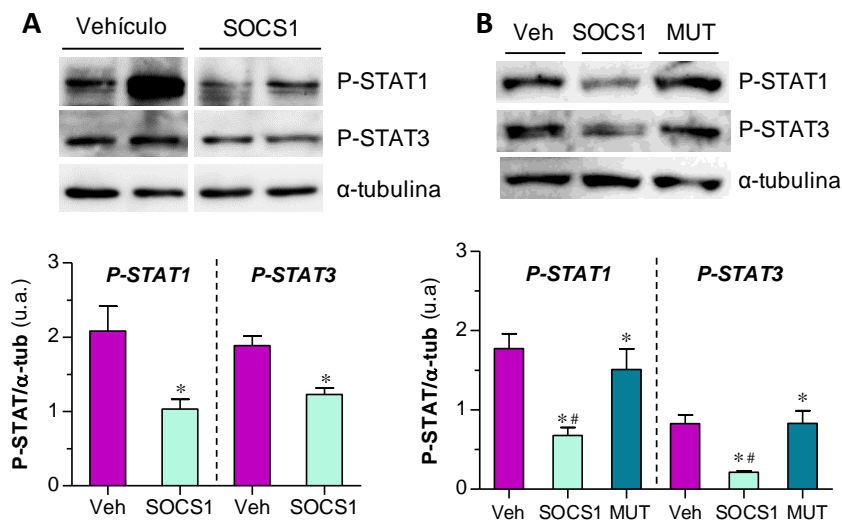 A
Vehículo SOCS1
P-STAT1
P-STAT3
α-tubulina
3
2
1
0
P-STAT/α-tub (u.a.)
P-STAT1 P-STAT3
*
*
Veh SOCS1 Veh SOCS1
B
Veh SOCS1 MUT
P-STAT1
P-STAT3
α-tubulina
3
2
1
0
P-STAT/α-tub (u.a)
P-STAT1 P-STAT3
*
*#
*
*#
Veh SOCS1 MUT Veh SOCS1 MUT